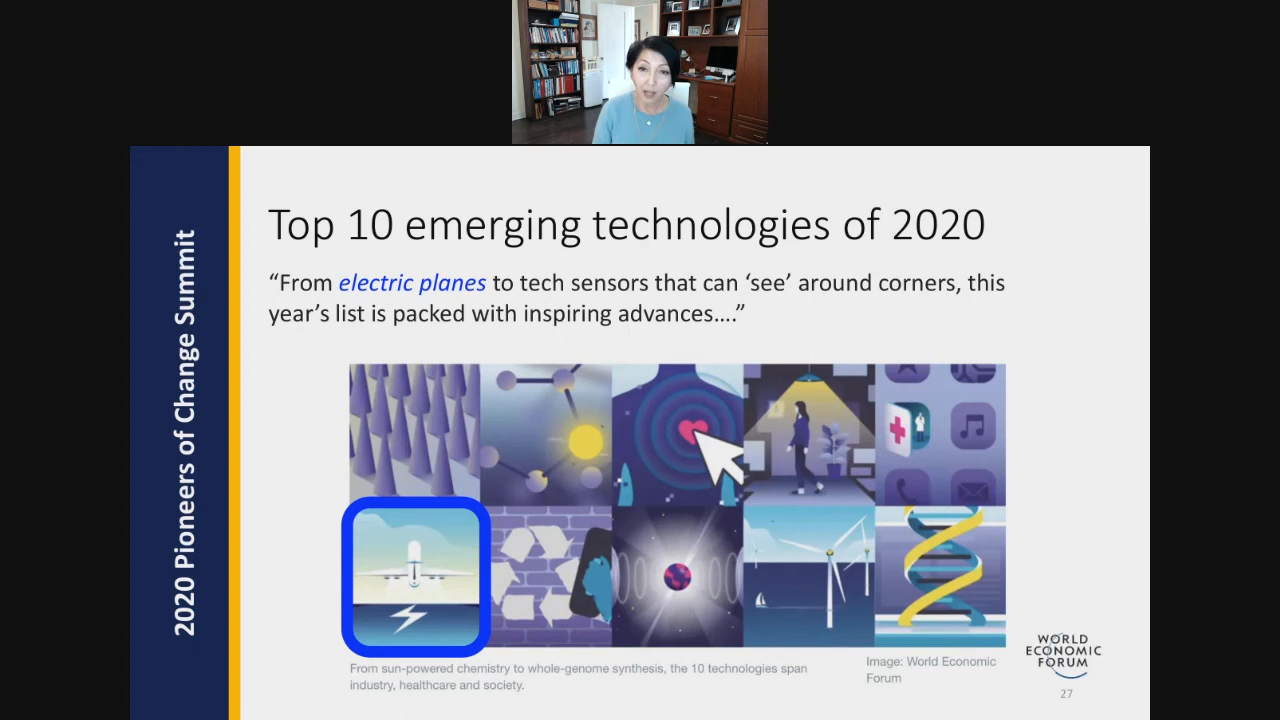 2020 Pioneers of Change Summit
Top 10 emerging technologies of 2020
“From electric planes to tech sensors that can ‘see’ around corners, this
year’s list is packed with inspiring advances….”
From sun-powered chemistry to whole-genome synthesis, the 10 technologies span
industry, healthcare and society.
Image: World Economic
Forum
WORLD
ECONOMIC
FORUM
27